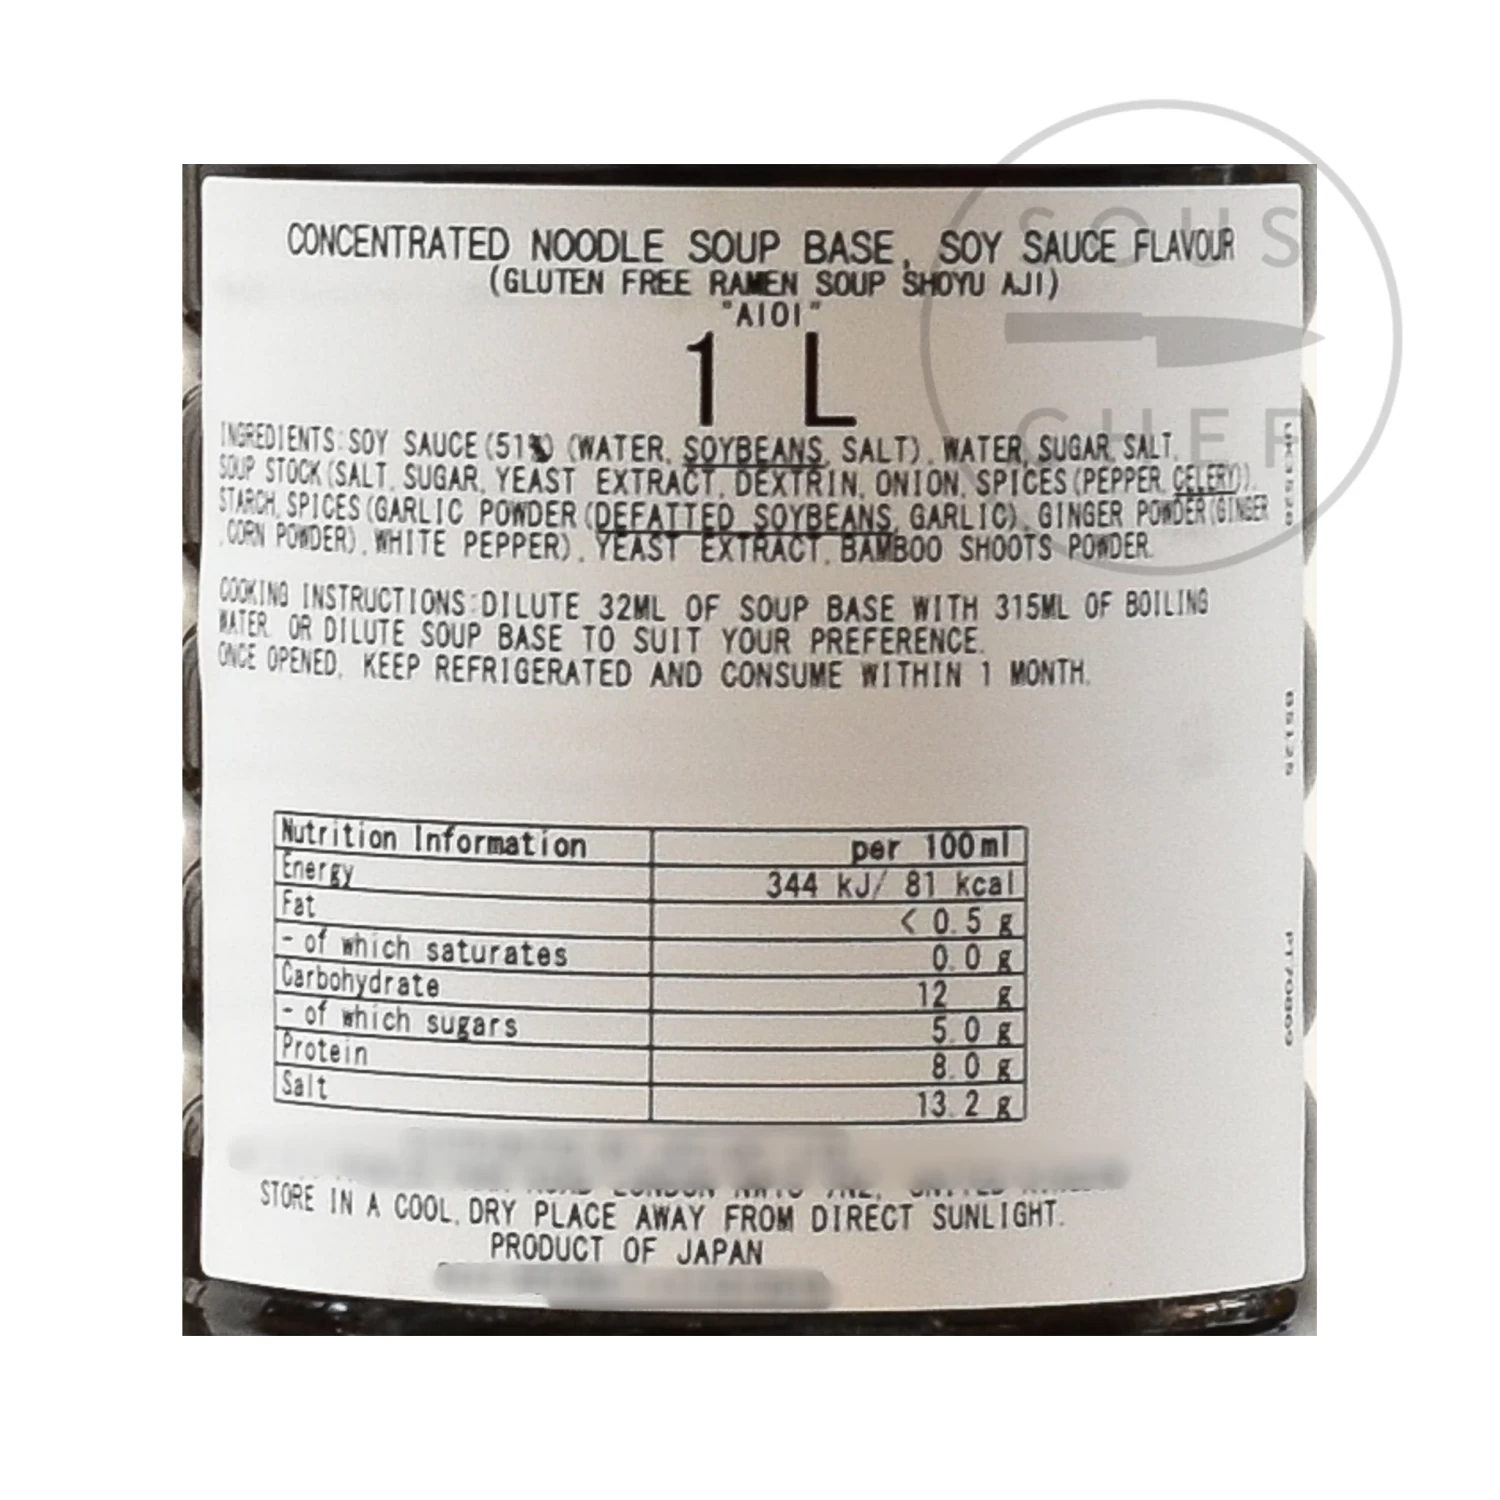 SOUS
CHEF
CONCENTRATED NOODLE SOUP BASE, SOY SAUCE FLAVOUR
(GLUTEN FREE RAMEN SOUP SHOYU AJI)
"AIOI"
1 L
INGREDIENTS:SOY SAUCE(51%) (WATER, SOYBEANS, SALT), WATER, SUGAR, SALT,
SOUP STOCK(SALT, SUGAR, YEAST EXTRACT, DEXTRIN, ONION, SPICES(PEPPER, CELERY)),
STARCH, SPICES(GARLIC POWDER(DEFATTED SOYBEANS, GARLIC), GINGER POWDER(GINGER
,CORN POWDER), WHITE PEPPER), YEAST EXTRACT, BAMBOO SHOOTS POWDER.
COOKING INSTRUCTIONS:DILUTE 32ML OF SOUP BASE WITH 315ML OF BOILING
WATER, OR DILUTE SOUP BASE TO SUIT YOUR PREFERENCE.
ONCE OPENED, KEEP REFRIGERATED AND CONSUME WITHIN 1 MONTH.
Nutrition Information per 100ml
Energy 344 kJ/ 81 kcal
Fat < 0.5 g
- of which saturates 0.0 g
Carbohydrate 12 g
- of which sugars 5.0 g
Protein 8.0 g
Salt 13.2 g
STORE IN A COOL, DRY PLACE AWAY FROM DIRECT SUNLIGHT.
PRODUCT OF JAPAN